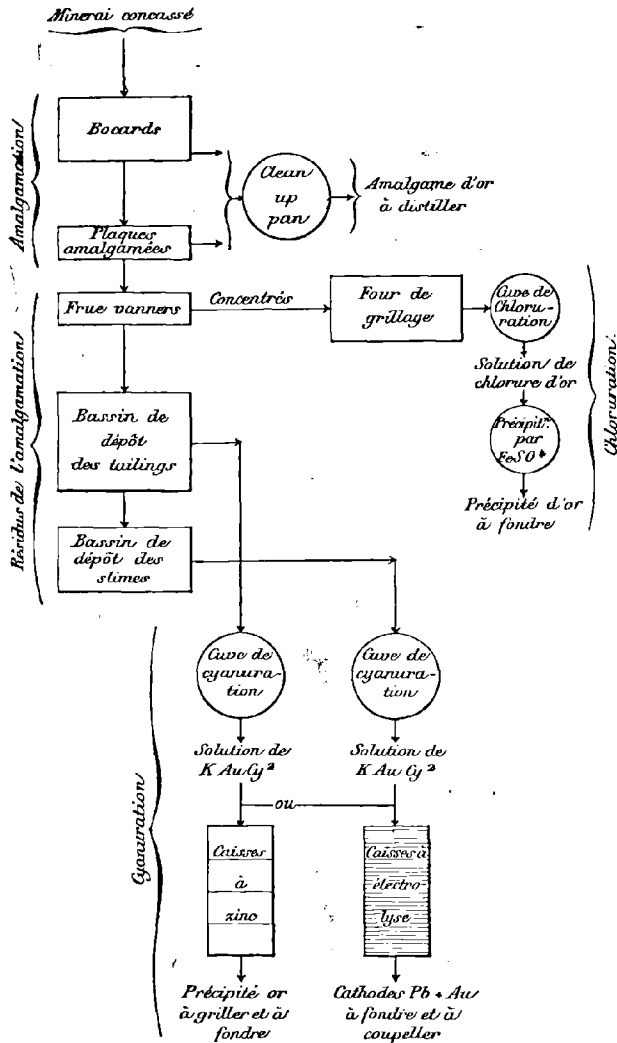 Minerai concassé
Amalgamation
Bocards
Clean
up
pan
Amalgame d'or
à distiller
Plaques
amalgamées
Résidus de l'amalgamation
Frue vanners
Concentrés
Four de
grillage
Cuve de
Chloru-
ration
Solution de
chlorure d'or
Précipit.n
par
FeSO4
Précipité d'or
à fondre
Chloruration.
Bassin de
dépôt
des tailings
Bassin de
dépôt des
slimes
Cyanuration
Cuve de
cyanura-
tion
Cuve de
cyanura-
tion
Solution de
K Au Cy²
Solution de
K Au Cy²
ou
Caisses
à
zinc
Caisses à
électro-
lyse
Précipité or
à griller et à
fondre
Cathodes Pb + Au
à fondre et à
coupeller